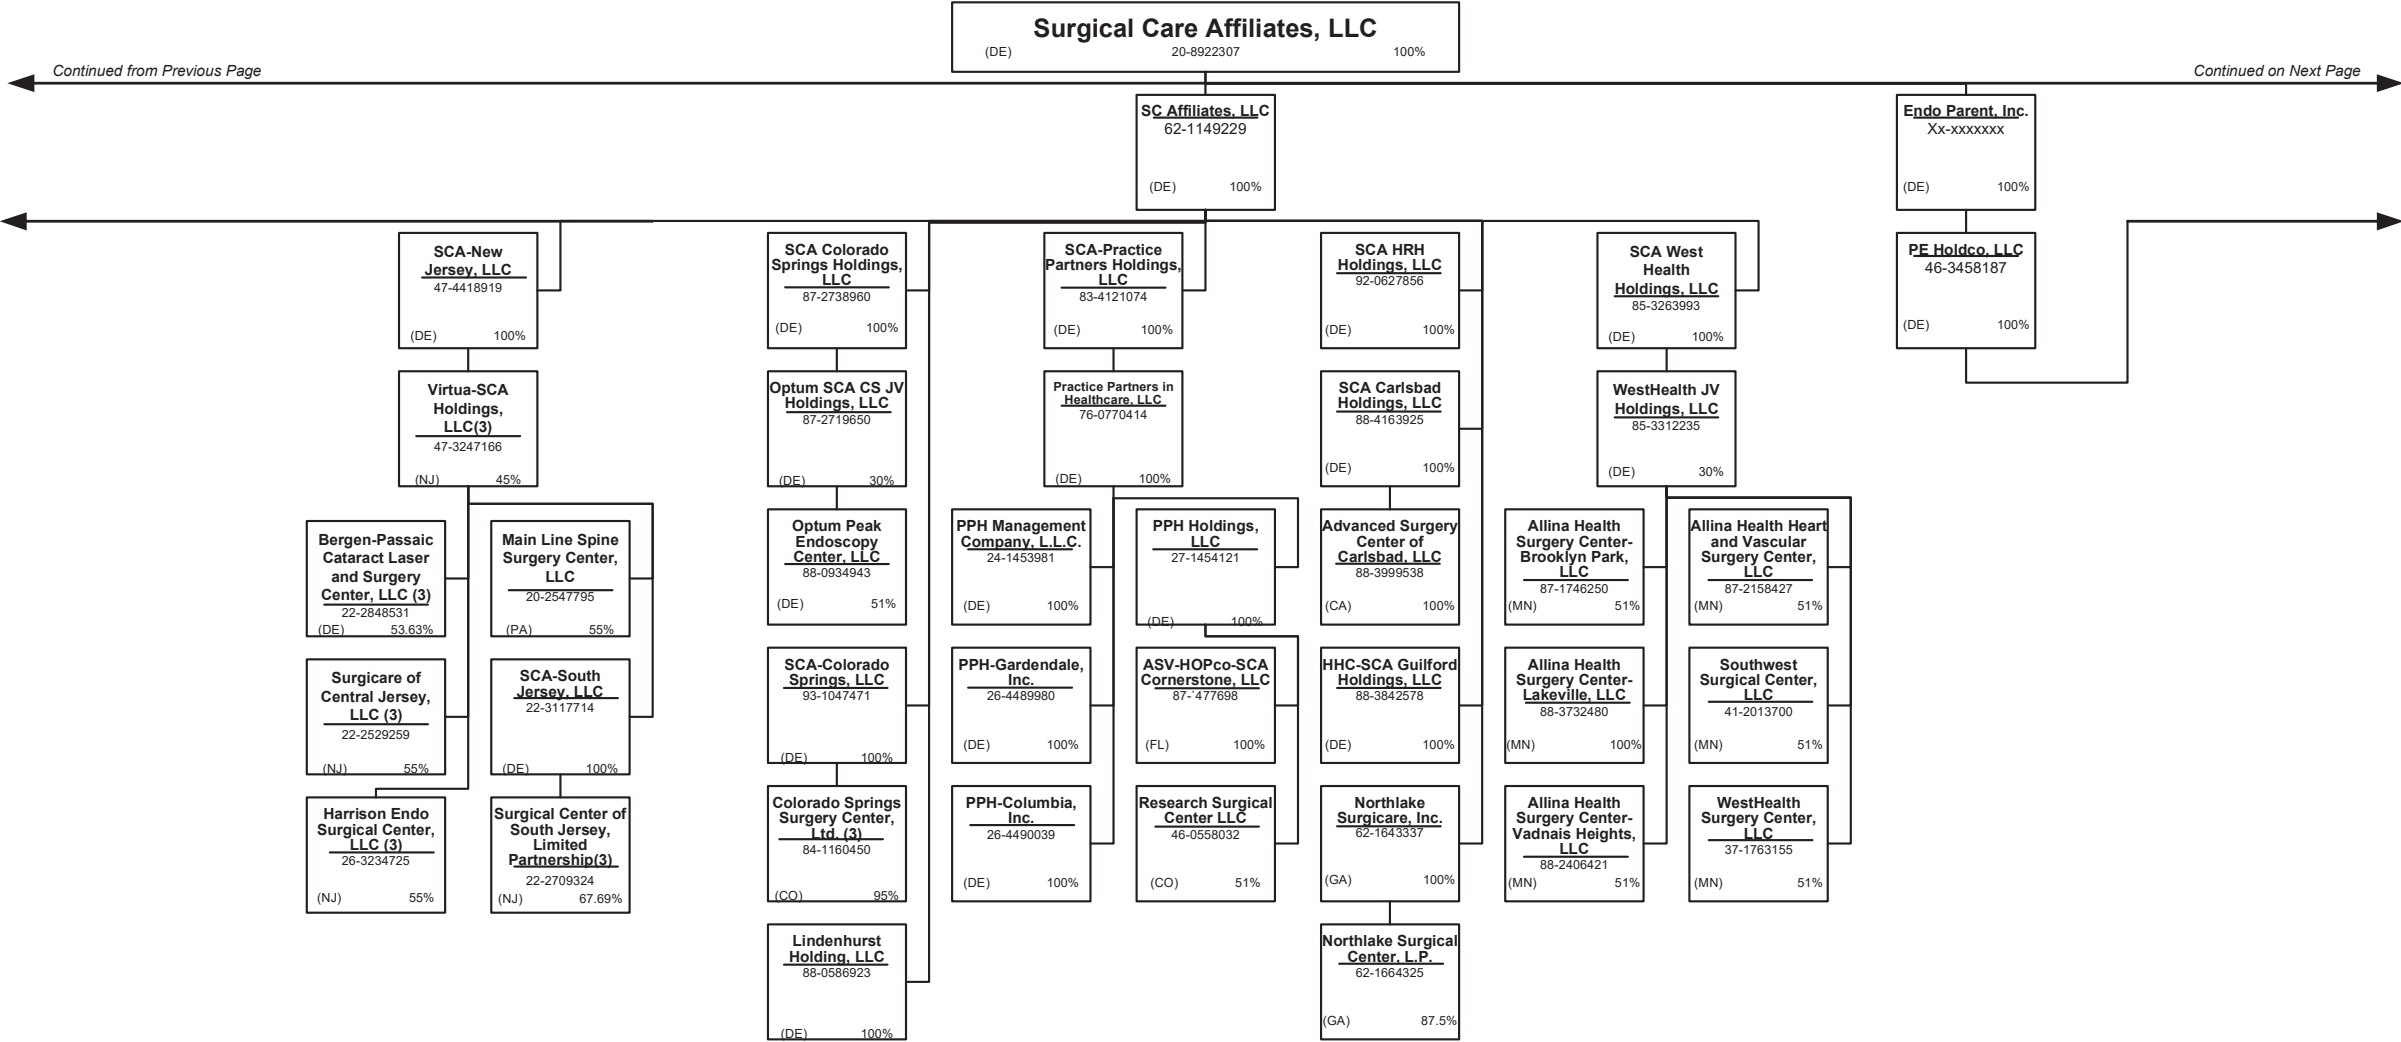 Surgical Care Affiliates, LLC
(DE) 20-8922307 100%
Continued from Previous Page
Continued on Next Page
SC Affiliates, LLC
62-1149229
(DE) 100%
Endo Parent, Inc.
Xx-xxxxxxx
(DE) 100%
SCA-New
Jersey, LLC
47-4418919
(DE) 100%
SCA Colorado
Springs Holdings,
LLC
87-2738960
(DE) 100%
SCA-Practice
Partners Holdings,
LLC
83-4121074
(DE) 100%
SCA HRH
Holdings, LLC
92-0627856
(DE) 100%
SCA West
Health
Holdings, LLC
85-3263993
(DE) 100%
PE Holdco, LLC
46-3458187
(DE) 100%
Virtua-SCA
Holdings,
LLC(3)
47-3247166
(NJ) 45%
Optum SCA CS JV
Holdings, LLC
87-2719650
(DE) 30%
Practice Partners in
Healthcare, LLC
76-0770414
(DE) 100%
SCA Carlsbad
Holdings, LLC
88-4163925
(DE) 100%
WestHealth JV
Holdings, LLC
85-3312235
(DE) 30%
Bergen-Passaic
Cataract Laser
and Surgery
Center, LLC (3)
22-2848531
(DE) 53.63%
Main Line Spine
Surgery Center,
LLC
20-2547795
(PA) 55%
Optum Peak
Endoscopy
Center, LLC
88-0934943
(DE) 51%
PPH Management
Company, L.L.C.
24-1453981
(DE) 100%
PPH Holdings,
LLC
27-1454121
(DE) 100%
Advanced Surgery
Center of
Carlsbad, LLC
88-3999538
(CA) 100%
Allina Health
Surgery Center-
Brooklyn Park,
LLC
87-1746250
(MN) 51%
Allina Health Heart
and Vascular
Surgery Center,
LLC
87-2158427
(MN) 51%
Surgicare of
Central Jersey,
LLC (3)
22-2529259
(NJ) 55%
SCA-South
Jersey, LLC
22-3117714
(DE) 100%
SCA-Colorado
Springs, LLC
93-1047471
(DE) 100%
PPH-Gardendale,
Inc.
26-4489980
(DE) 100%
ASV-HOPco-SCA
Cornerstone, LLC
87-`477698
(FL) 100%
HHC-SCA Guilford
Holdings, LLC
88-3842578
(DE) 100%
Allina Health
Surgery Center-
Lakeville, LLC
88-3732480
(MN) 100%
Southwest
Surgical Center,
LLC
41-2013700
(MN) 51%
Harrison Endo
Surgical Center,
LLC (3)
26-3234725
(NJ) 55%
Surgical Center of
South Jersey,
Limited
Partnership(3)
22-2709324
(NJ) 67.69%
Colorado Springs
Surgery Center,
Ltd. (3)
84-1160450
(CO) 95%
PPH-Columbia,
Inc.
26-4490039
(DE) 100%
Research Surgical
Center LLC
46-0558032
(CO) 51%
Northlake
Surgicare, Inc.
62-1643337
(GA) 100%
Allina Health
Surgery Center-
Vadnais Heights,
LLC
88-2406421
(MN) 51%
WestHealth
Surgery Center,
LLC
37-1763155
(MN) 51%
Lindenhurst
Holding, LLC
88-0586923
(DE) 100%
Northlake Surgical
Center, L.P.
62-1664325
(GA) 87.5%